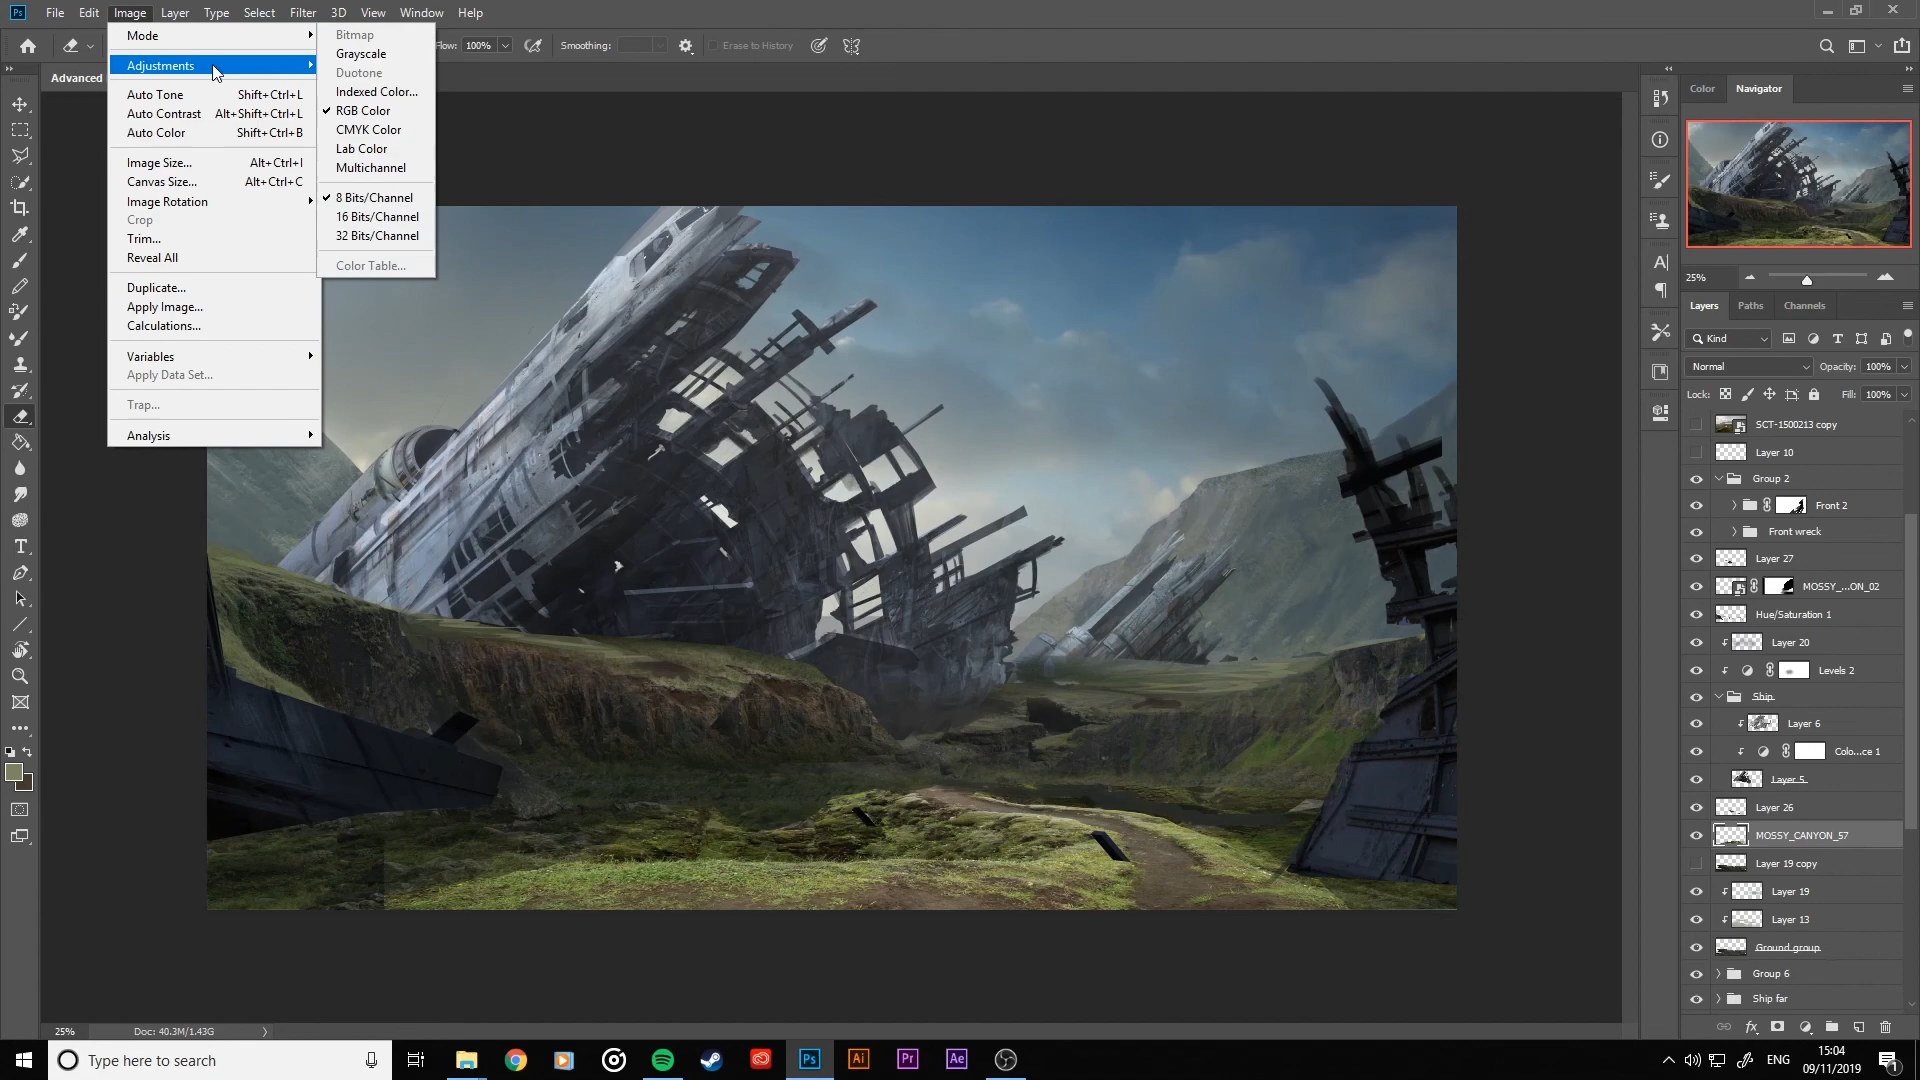 Ps
File Edit Image Layer Type Select Filter 3D View Window Help
Flow: 100% Smoothing: Erase to History
Advanced
Mode
Adjustments
Auto Tone Shift+Ctrl+L
Auto Contrast Alt+Shift+Ctrl+L
Auto Color Shift+Ctrl+B
Image Size... Alt+Ctrl+I
Canvas Size... Alt+Ctrl+C
Image Rotation
Crop
Trim...
Reveal All
Duplicate...
Apply Image...
Calculations...
Variables
Apply Data Set...
Trap...
Analysis
Bitmap
Grayscale
Duotone
Indexed Color...
RGB Color
CMYK Color
Lab Color
Multichannel
8 Bits/Channel
16 Bits/Channel
32 Bits/Channel
Color Table...
Color Navigator
25%
Layers Paths Channels
Kind
Normal Opacity: 100%
Lock: Fill: 100%
SCT-1500213 copy
Layer 10
Group 2
Front 2
Front wreck
Layer 27
MOSSY_...ON_02
Hue/Saturation 1
Layer 20
Levels 2
Ship
Layer 6
Colo...ce 1
Layer 5
Layer 26
MOSSY_CANYON_57
Layer 19 copy
Layer 19
Layer 13
Ground group
Group 6
Ship far
fx
25% Doc: 40.3M/1.43G
Type here to search
Ps Ai Pr Ae
ENG
15:04
09/11/2019
1